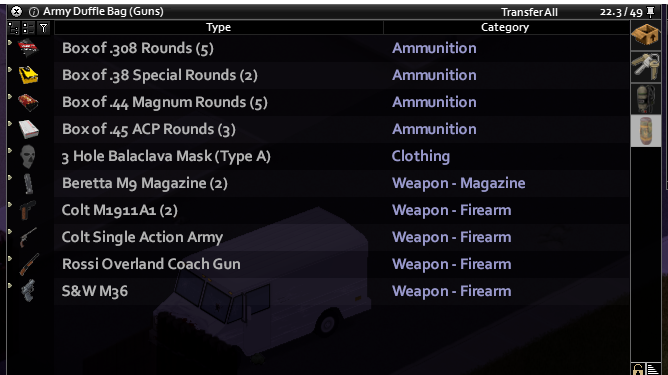 Army Duffle Bag (Guns) Transfer All 22.3 / 49
Type Category
Box of .308 Rounds (5) Ammunition
Box of .38 Special Rounds (2) Ammunition
Box of .44 Magnum Rounds (5) Ammunition
Box of .45 ACP Rounds (3) Ammunition
3 Hole Balaclava Mask (Type A) Clothing
Beretta M9 Magazine (2) Weapon - Magazine
Colt M1911A1 (2) Weapon - Firearm
Colt Single Action Army Weapon - Firearm
Rossi Overland Coach Gun Weapon - Firearm
S&W M36 Weapon - Firearm